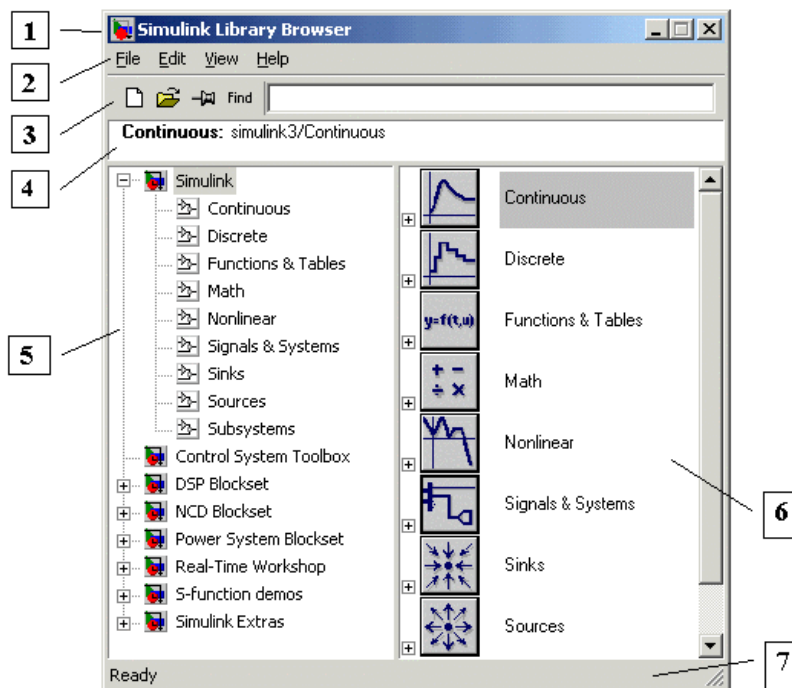 1
Simulink Library Browser
2
File Edit View Help
3
Find
Continuous: simulink3/Continuous
4
Simulink
Continuous
Discrete
Functions & Tables
Math
Nonlinear
Signals & Systems
Sinks
Sources
Subsystems
Control System Toolbox
DSP Blockset
NCD Blockset
Power System Blockset
Real-Time Workshop
S-function demos
Simulink Extras
5
Continuous
Discrete
y=f(t,u) Functions & Tables
+ − ÷ × Math
Nonlinear
Signals & Systems
Sinks
Sources
6
Ready
7